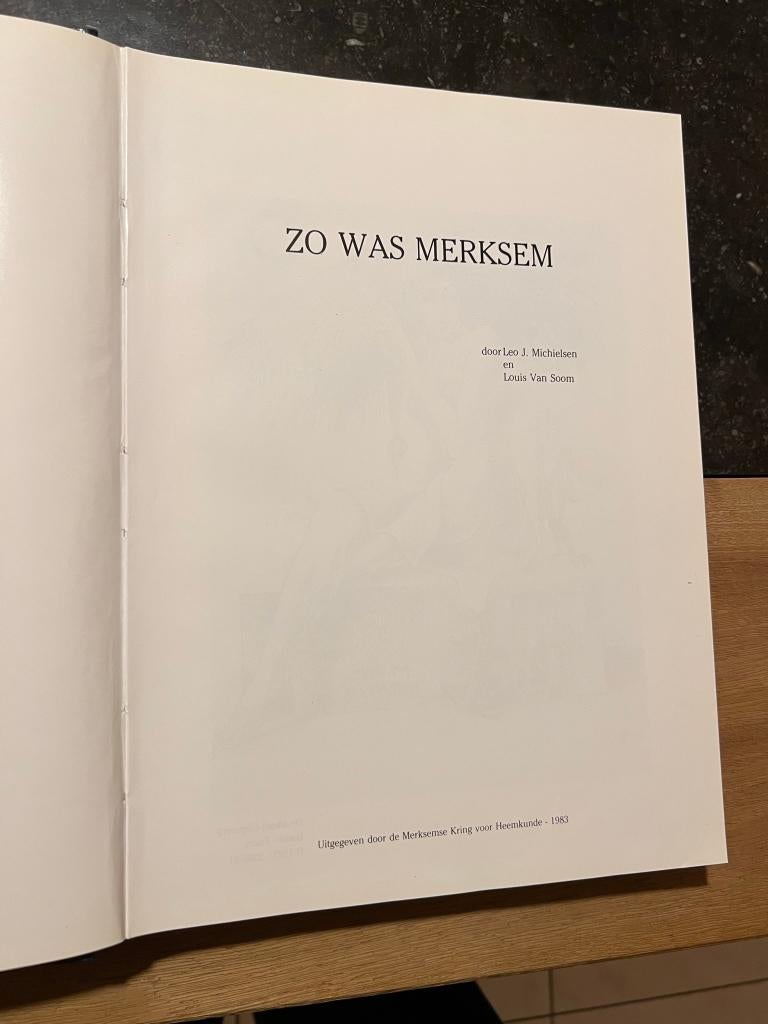 ZO WAS MERKSEM
door Leo J. Michielsen
en
Louis Van Soom
Uitgegeven door de Merksemse Kring voor Heemkunde - 1983